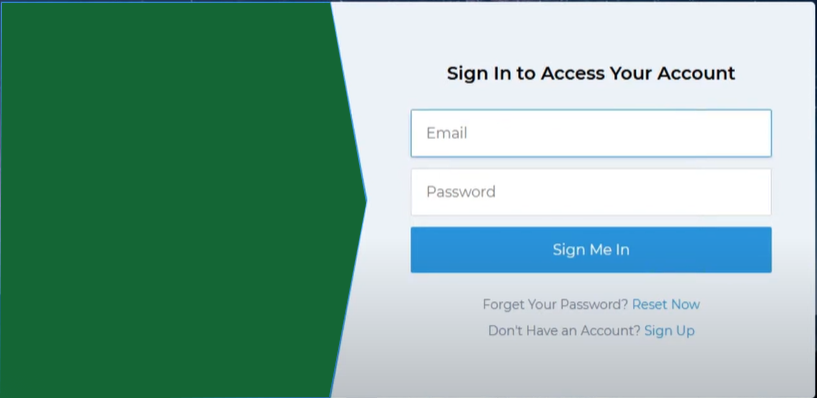 Sign In to Access Your Account
Email
Password
Sign Me In
Forget Your Password? Reset Now
Don't Have an Account? Sign Up